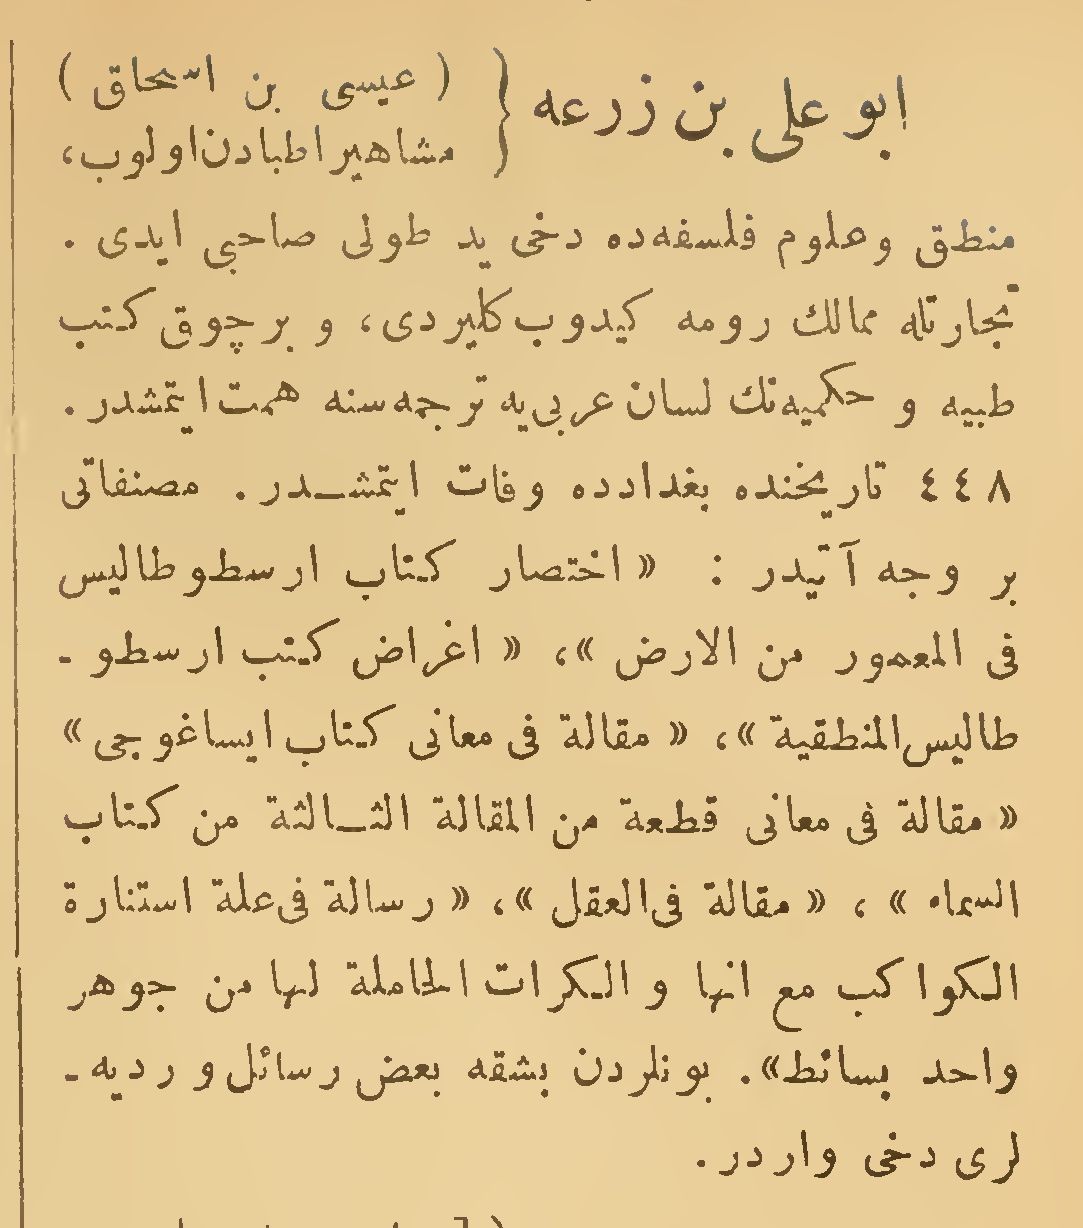 ابو علی بن زرعه } ( عیسی بن اسحاق )
مشاهیر اطبادن اولوب،
منطق و علوم فلسفه‌ده دخی ید طولی صاحبی ایدی .
تجارتله ممالك رومه کیدوب کلیردی، و برچوق کتب
طبیه و حکمیه‌نك لسان عربی‌یه ترجمه‌سنه همت ایتمشدر.
٤٤٨ تاریخنده بغدادده وفات ایتمشـدر . مصنفاتی
بر وجه آتیدر : « اختصار کتاب ارسطوطالیس
فی المعمور من الارض »، « اغراض کتب ارسطو ـ
طالیس المنطقیة »، « مقالة فی معانی کتاب ایساغوجی »
« مقالة فی معانی قطعة من المقالة الثـالثة من کتاب
السماء » ، « مقالة فی العقل »، « رسالة فی علة استنارة
الکواکب مع انها و الکرات الحاملة لها من جوهر
واحد بسائط». بونلردن بشقه بعض رسائل و ردیه ـ
لری دخی واردر.